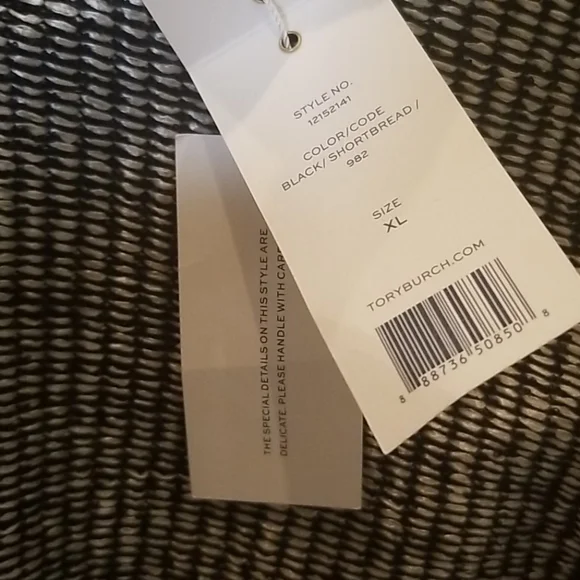 STYLE NO.
12152141
COLOR/CODE
BLACK/SHORTBREAD /
982
SIZE
XL
TORYBURCH.COM
8 88736 50850 8
THE SPECIAL DETAILS ON THIS STYLE ARE
DELICATE. PLEASE HANDLE WITH CARE